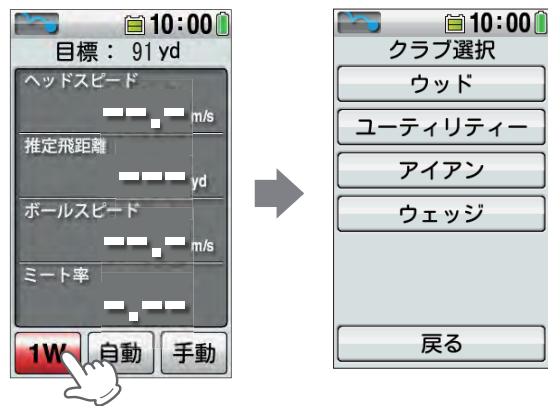 10:00
目標： 91 yd
ヘッドスピード
--.- m/s
推定飛距離
--- yd
ボールスピード
--.- m/s
ミート率
-.--
1W 自動 手動
10:00
クラブ選択
ウッド
ユーティリティー
アイアン
ウェッジ
戻る